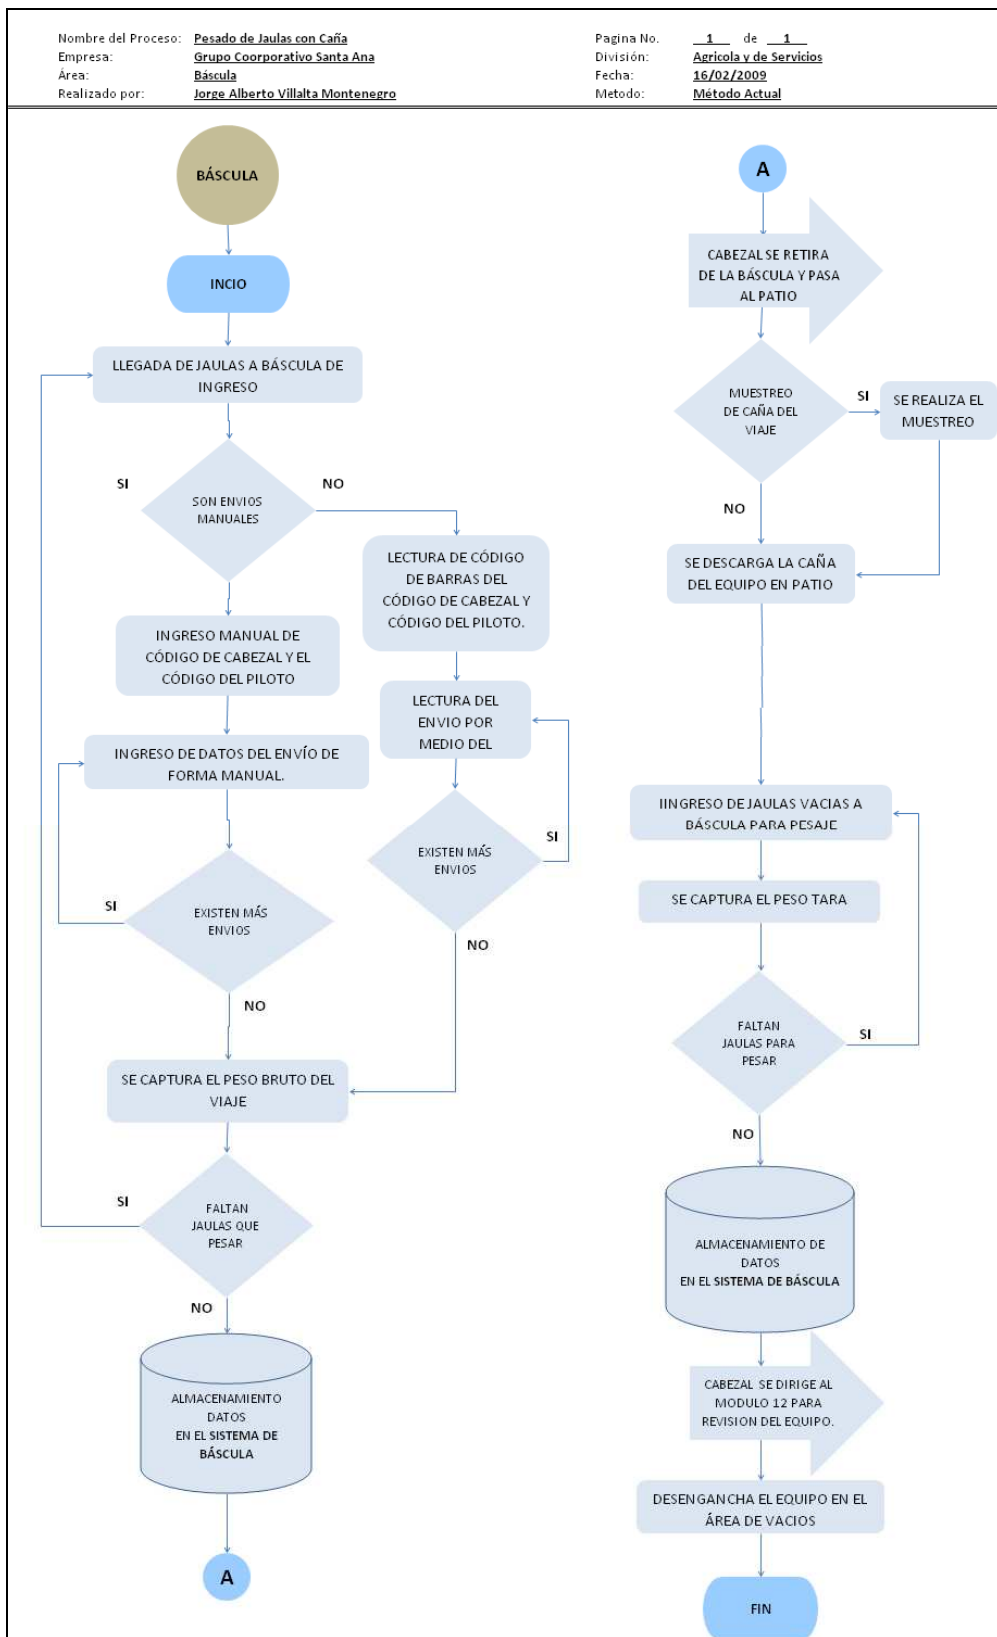 Nombre del Proceso: Pesado de Jaulas con Caña
Empresa: Grupo Coorporativo Santa Ana
Área: Báscula
Realizado por: Jorge Alberto Villalta Montenegro
Pagina No. 1 de 1
División: Agricola y de Servicios
Fecha: 16/02/2009
Metodo: Método Actual
BÁSCULA
INCIO
LLEGADA DE JAULAS A BÁSCULA DE
INGRESO
SI
NO
SON ENVIOS
MANUALES
INGRESO MANUAL DE
CÓDIGO DE CABEZAL Y EL
CÓDIGO DEL PILOTO
INGRESO DE DATOS DEL ENVÍO DE
FORMA MANUAL.
SI
EXISTEN MÁS
ENVIOS
NO
LECTURA DE CÓDIGO
DE BARRAS DEL
CÓDIGO DE CABEZAL Y
CÓDIGO DEL PILOTO.
LECTURA DEL
ENVIO POR
MEDIO DEL
EXISTEN MÁS
ENVIOS
SI
NO
SE CAPTURA EL PESO BRUTO DEL
VIAJE
SI
FALTAN
JAULAS QUE
PESAR
NO
ALMACENAMIENTO
DATOS
EN EL SISTEMA DE
BÁSCULA
A
A
CABEZAL SE RETIRA
DE LA BÁSCULA Y PASA
AL PATIO
MUESTREO
DE CAÑA DEL
VIAJE
SI
SE REALIZA EL
MUESTREO
NO
SE DESCARGA LA CAÑA
DEL EQUIPO EN PATIO
IINGRESO DE JAULAS VACIAS A
BÁSCULA PARA PESAJE
SE CAPTURA EL PESO TARA
FALTAN
JAULAS PARA
PESAR
SI
NO
ALMACENAMIENTO DE
DATOS
EN EL SISTEMA DE BÁSCULA
CABEZAL SE DIRIGE AL
MODULO 12 PARA
REVISION DEL EQUIPO.
DESENGANCHA EL EQUIPO EN EL
ÁREA DE VACIOS
FIN